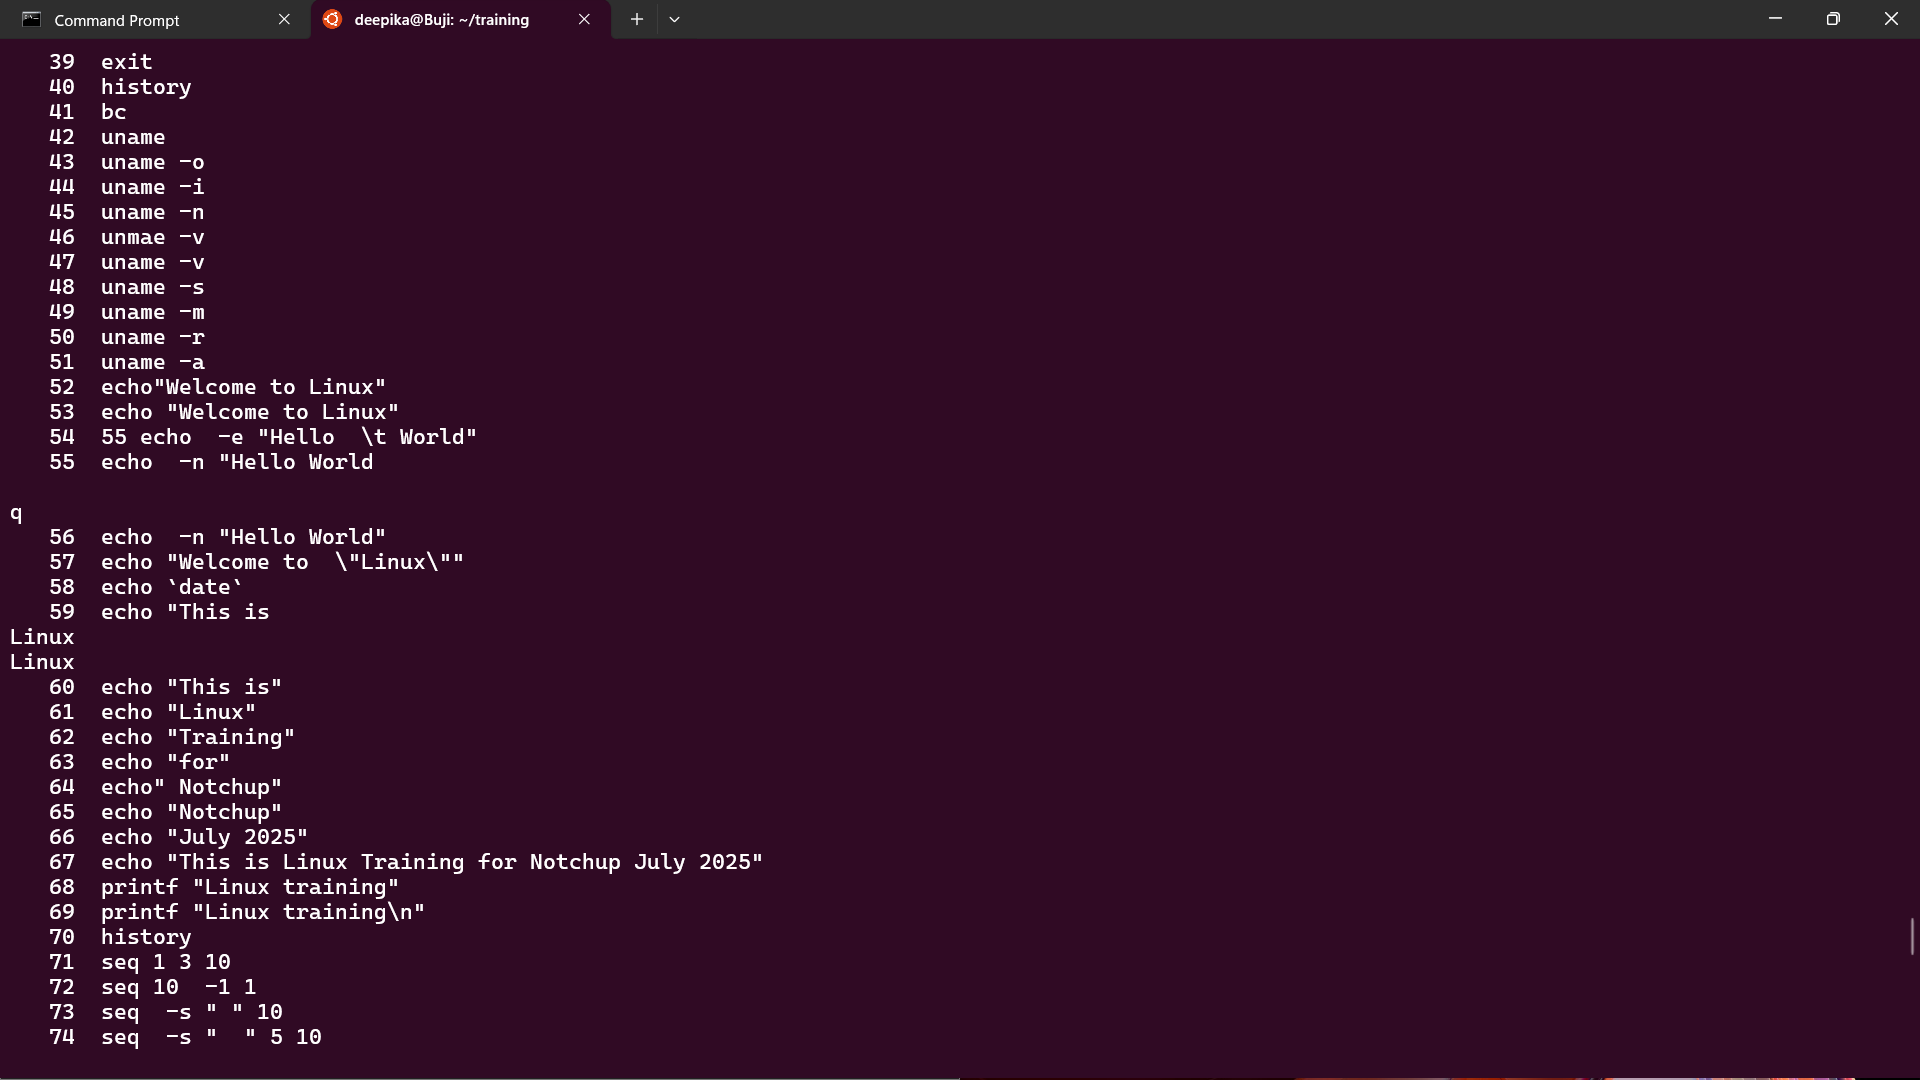 Command Prompt
deepika@Buji: ~/training
39 exit
40 history
41 bc
42 uname
43 uname -o
44 uname -i
45 uname -n
46 unmae -v
47 uname -v
48 uname -s
49 uname -m
50 uname -r
51 uname -a
52 echo"Welcome to Linux"
53 echo "Welcome to Linux"
54 55 echo  -e "Hello  \t World"
55 echo  -n "Hello World
q
56 echo  -n "Hello World"
57 echo "Welcome to  \"Linux\""
58 echo `date`
59 echo "This is
Linux
Linux
60 echo "This is"
61 echo "Linux"
62 echo "Training"
63 echo "for"
64 echo" Notchup"
65 echo "Notchup"
66 echo "July 2025"
67 echo "This is Linux Training for Notchup July 2025"
68 printf "Linux training"
69 printf "Linux training\n"
70 history
71 seq 1 3 10
72 seq 10  -1 1
73 seq  -s " " 10
74 seq  -s "  " 5 10